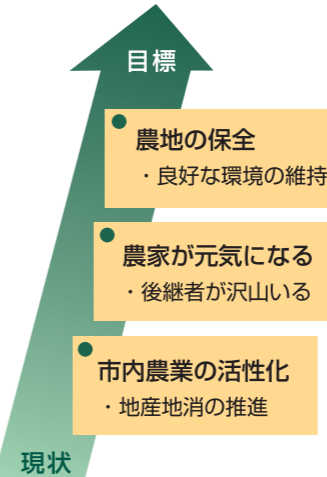 目標
農地の保全
・良好な環境の維持
農家が元気になる
・後継者が沢山いる
市内農業の活性化
・地産地消の推進
現状